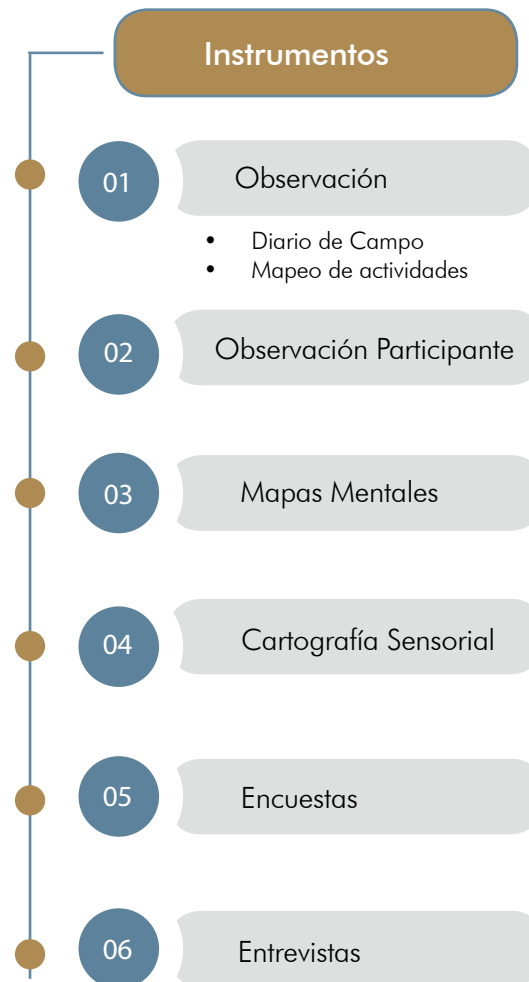 Instrumentos
01
Observación
• Diario de Campo
• Mapeo de actividades
02
Observación Participante
03
Mapas Mentales
04
Cartografía Sensorial
05
Encuestas
06
Entrevistas